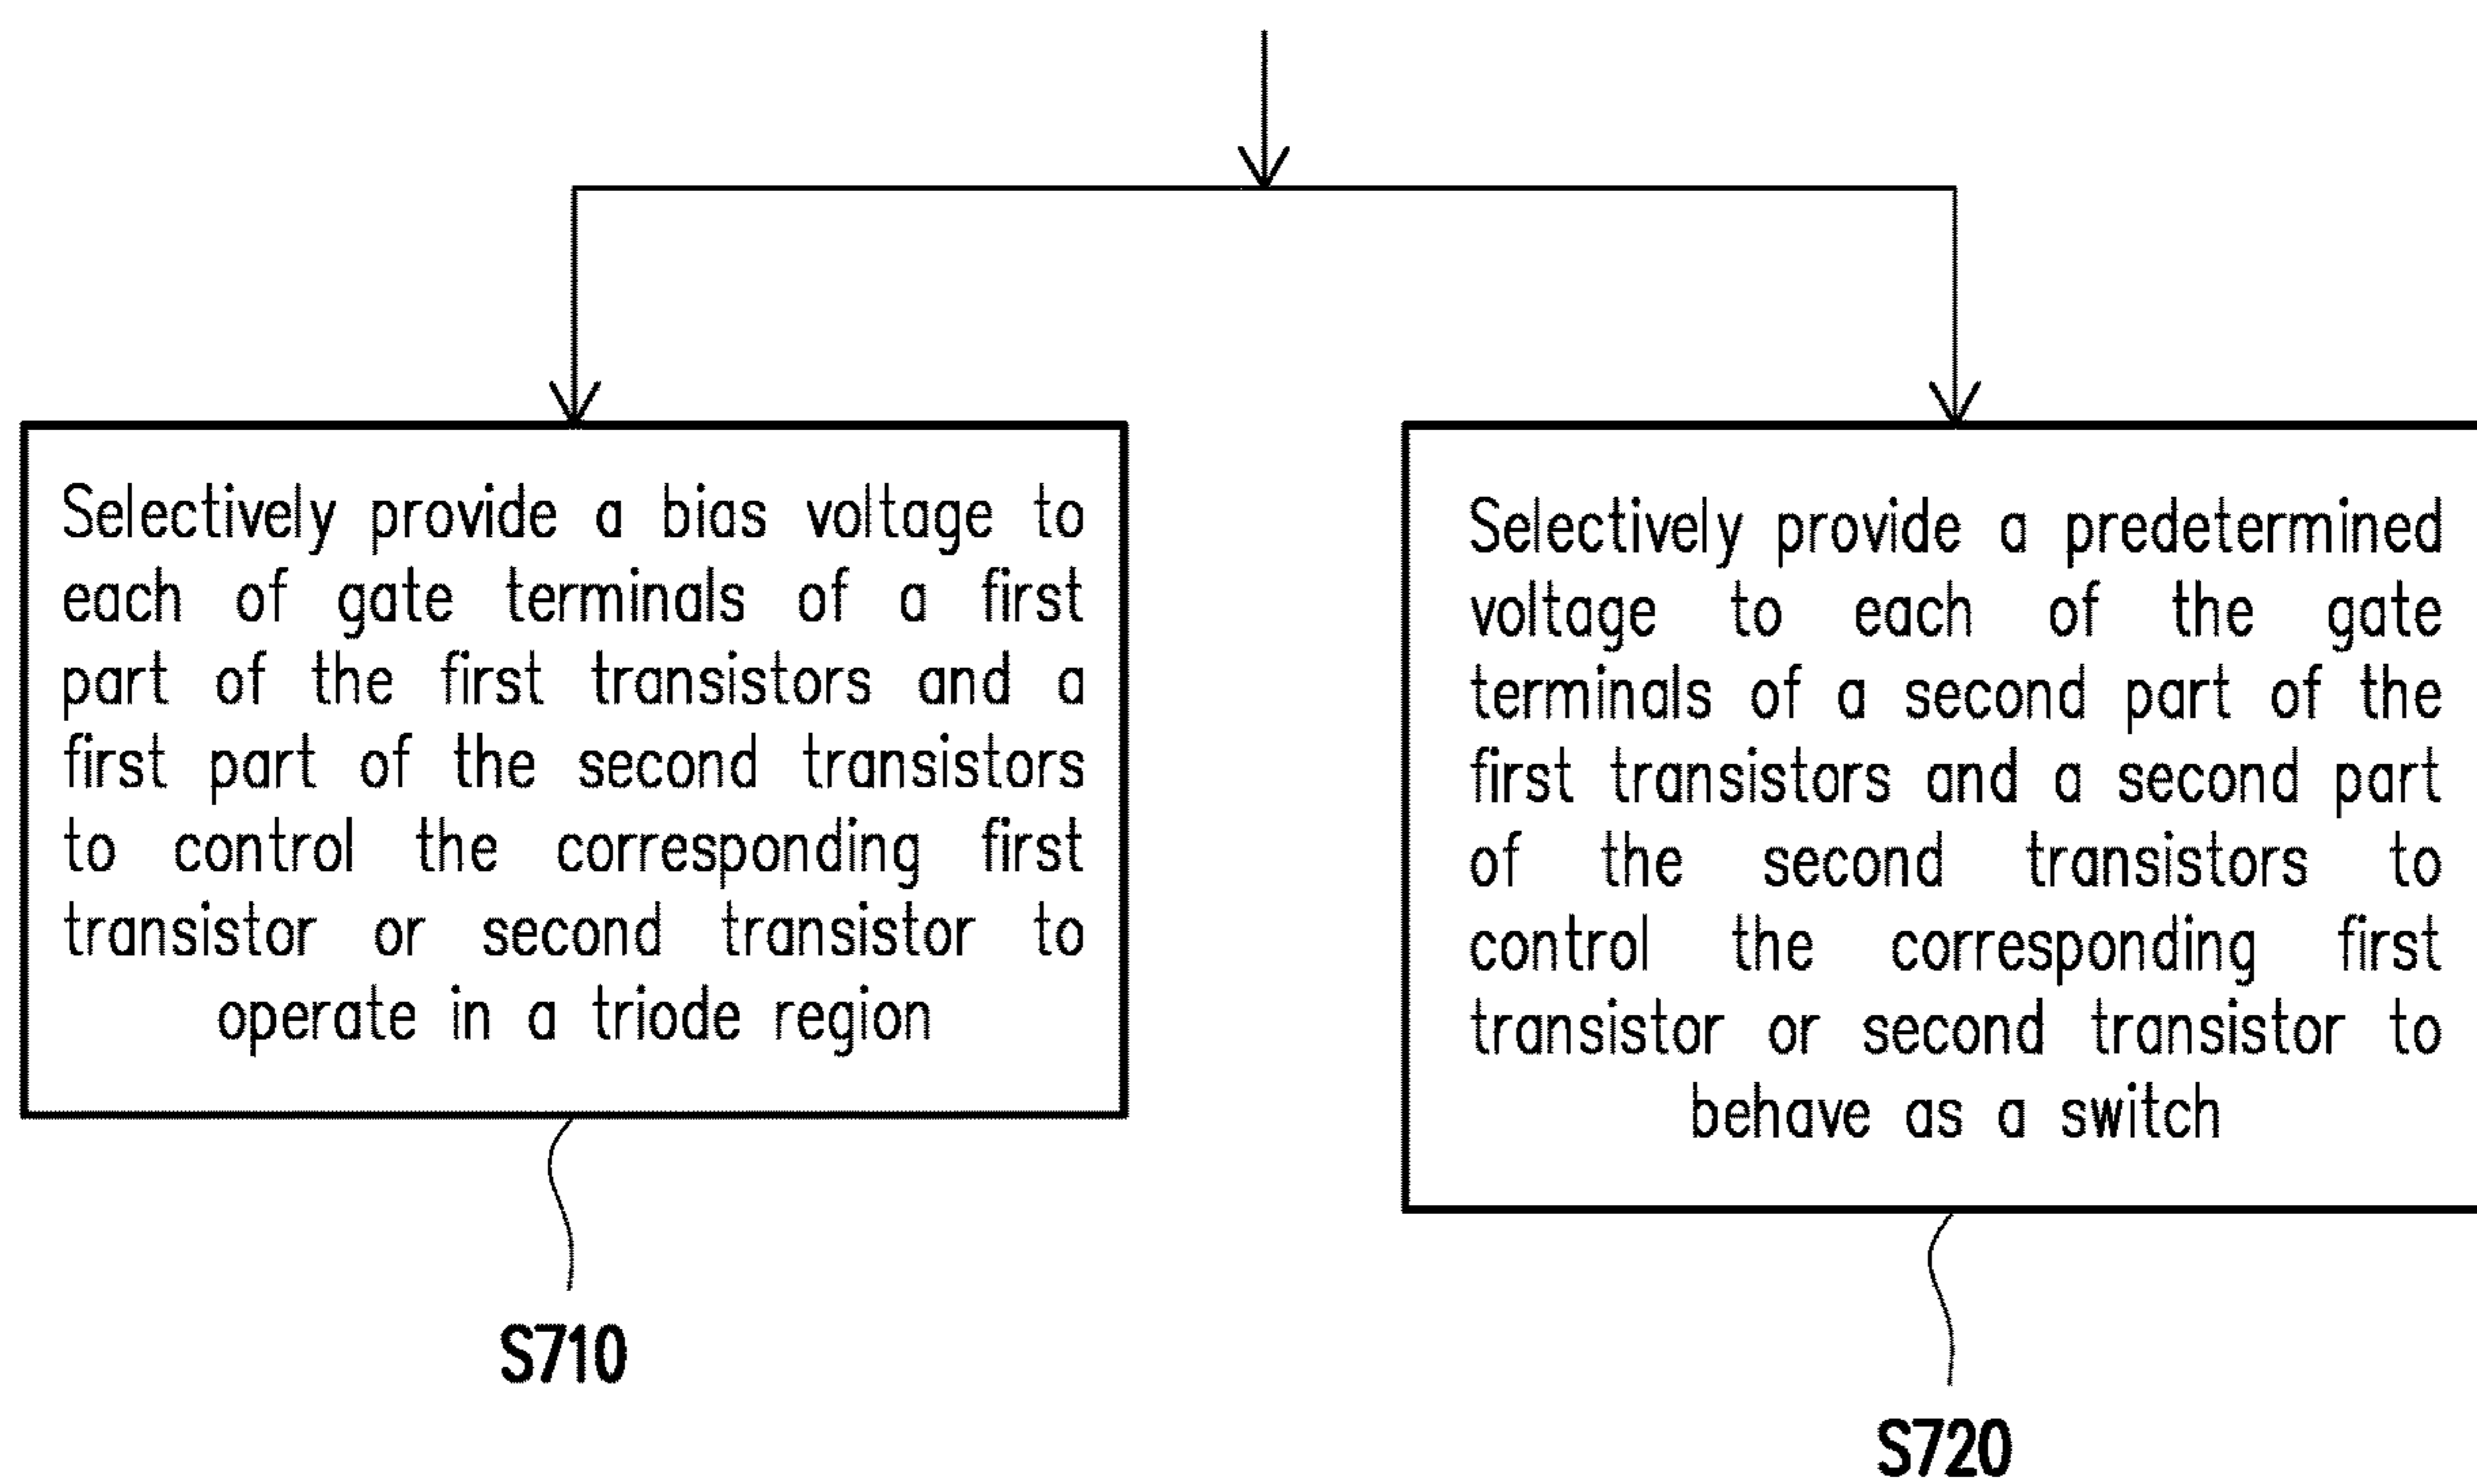 Selectively provide a bias voltage to
each of gate terminals of a first
part of the first transistors and a
first part of the second transistors
to control the corresponding first
transistor or second transistor to
operate in a triode region
S710
Selectively provide a predetermined
voltage to each of the gate
terminals of a second part of the
first transistors and a second part
of the second transistors to
control the corresponding first
transistor or second transistor to
behave as a switch
S720